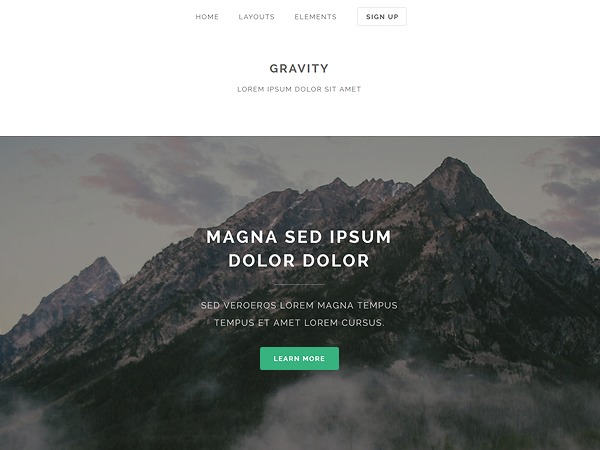 HOME LAYOUTS ELEMENTS SIGN UP
GRAVITY
LOREM IPSUM DOLOR SIT AMET
MAGNA SED IPSUM
DOLOR DOLOR
SED VEROEROS LOREM MAGNA TEMPUS
TEMPUS ET AMET LOREM CURSUS.
LEARN MORE